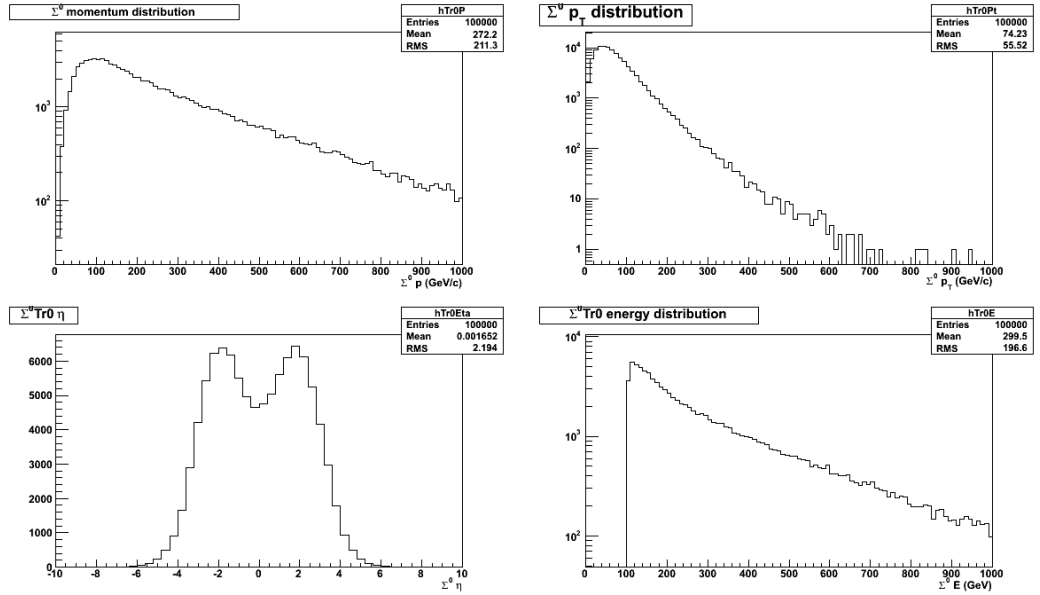 Σ⁰ momentum distribution
hTr0P
Entries 100000
Mean 272.2
RMS 211.3
10³
10²
0 100 200 300 400 500 600 700 800 900 1000
Σ⁰ p (GeV/c)
Σ⁰ p_T distribution
hTr0Pt
Entries 100000
Mean 74.23
RMS 55.52
10⁴
10³
10²
10
1
0 100 200 300 400 500 600 700 800 900 1000
Σ⁰ p_T (GeV/c)
Σ⁰Tr0 η
hTr0Eta
Entries 100000
Mean 0.001652
RMS 2.194
6000
5000
4000
3000
2000
1000
0
-10 -8 -6 -4 -2 0 2 4 6 8 10
Σ⁰ η
Σ⁰Tr0 energy distribution
hTr0E
Entries 100000
Mean 299.5
RMS 196.6
10⁴
10³
10²
0 100 200 300 400 500 600 700 800 900 1000
Σ⁰ E (GeV)